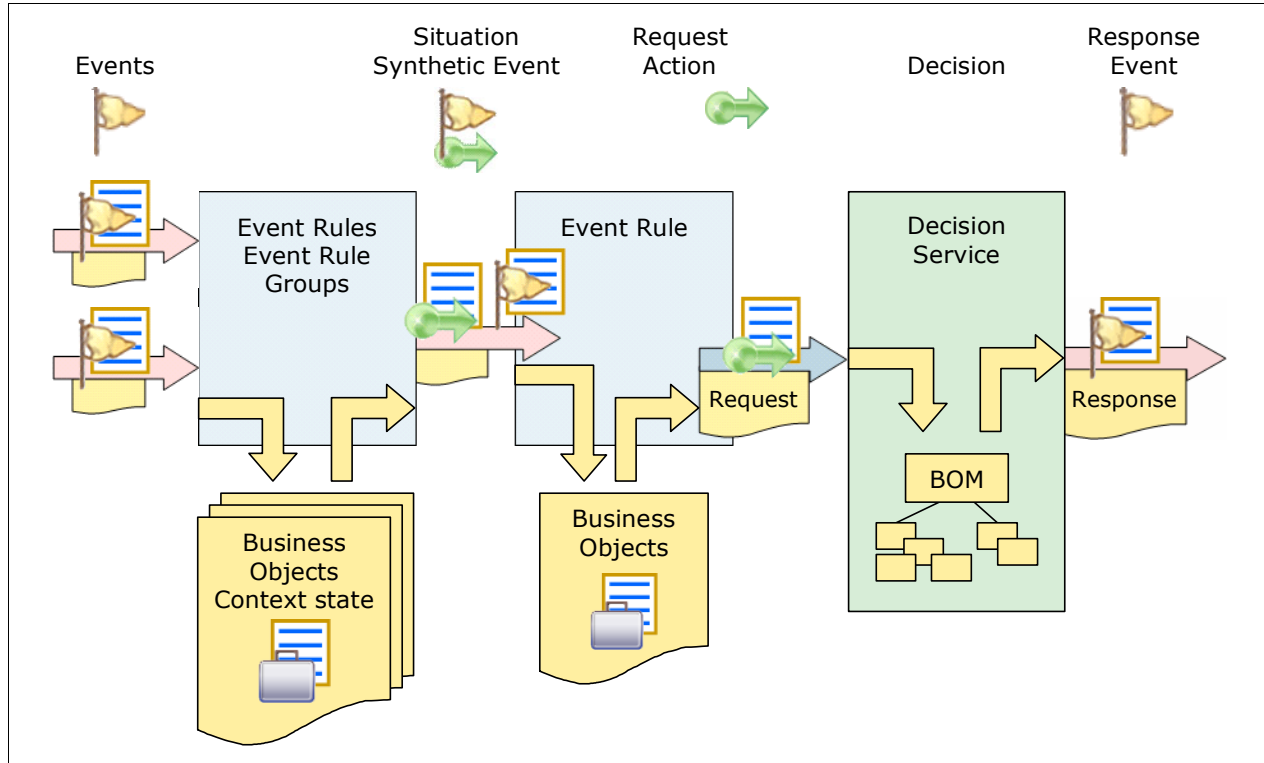 Events
Situation
Synthetic Event
Request
Action
Decision
Response
Event
Event Rules
Event Rule
Groups
Event Rule
Decision
Service
Request
Response
BOM
Business
Objects
Context state
Business
Objects